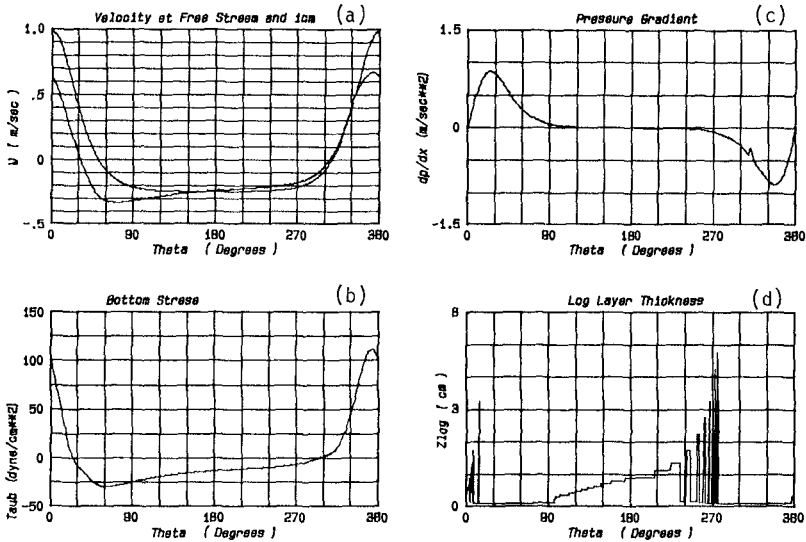 Velocity at Free Stream and 1cm (a)
U ( m/sec )
1.0
.5
0
-.5
0 90 180 270 360
Theta ( Degrees )
Pressure Gradient (c)
dp/dx (m/sec**2)
1.5
0
-1.5
0 90 180 270 360
Theta ( Degrees )
Bottom Stress (b)
Taub (dyne/cm**2)
150
100
50
0
-50
0 90 180 270 360
Theta ( Degrees )
Log Layer Thickness (d)
Zlog ( cm )
8
3
0
0 90 180 270 360
Theta ( Degrees )